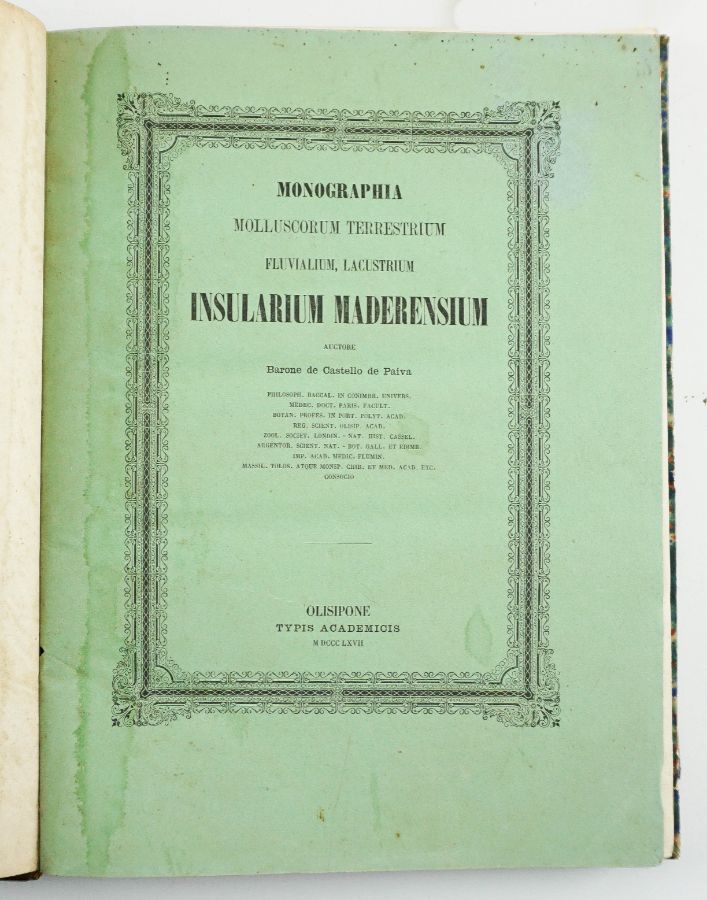 MONOGRAPHIA
MOLLUSCORUM TERRESTRIUM
FLUVIALIUM, LACUSTRIUM
INSULARIUM MADERENSIUM
AUCTORE
Barone de Castello de Paiva
PHILOSOPH. BACCAL. IN CONIMBR. UNIVERS.
MEDIC. DOCT. PARIS. FACULT.
BOTAN. PROFES. IN PORT. POLYT. ACAD.
REG. SCIENT. OLISIP. ACAD.
ZOOL. SOCIET. LONDIN. - NAT. HIST. CASSEL.
ARGENTOR. SCIENT. NAT. - BOT. GALL. ET EDIMB.
IMP. ACAD. MEDIC. FLUMIN.
MASSIL. TOLOS. ATQUE MONSP. CHIR. ET MED. ACAD. ETC.
CONSOCIO
OLISIPONE
TYPIS ACADEMICIS
M DCCC LXVII